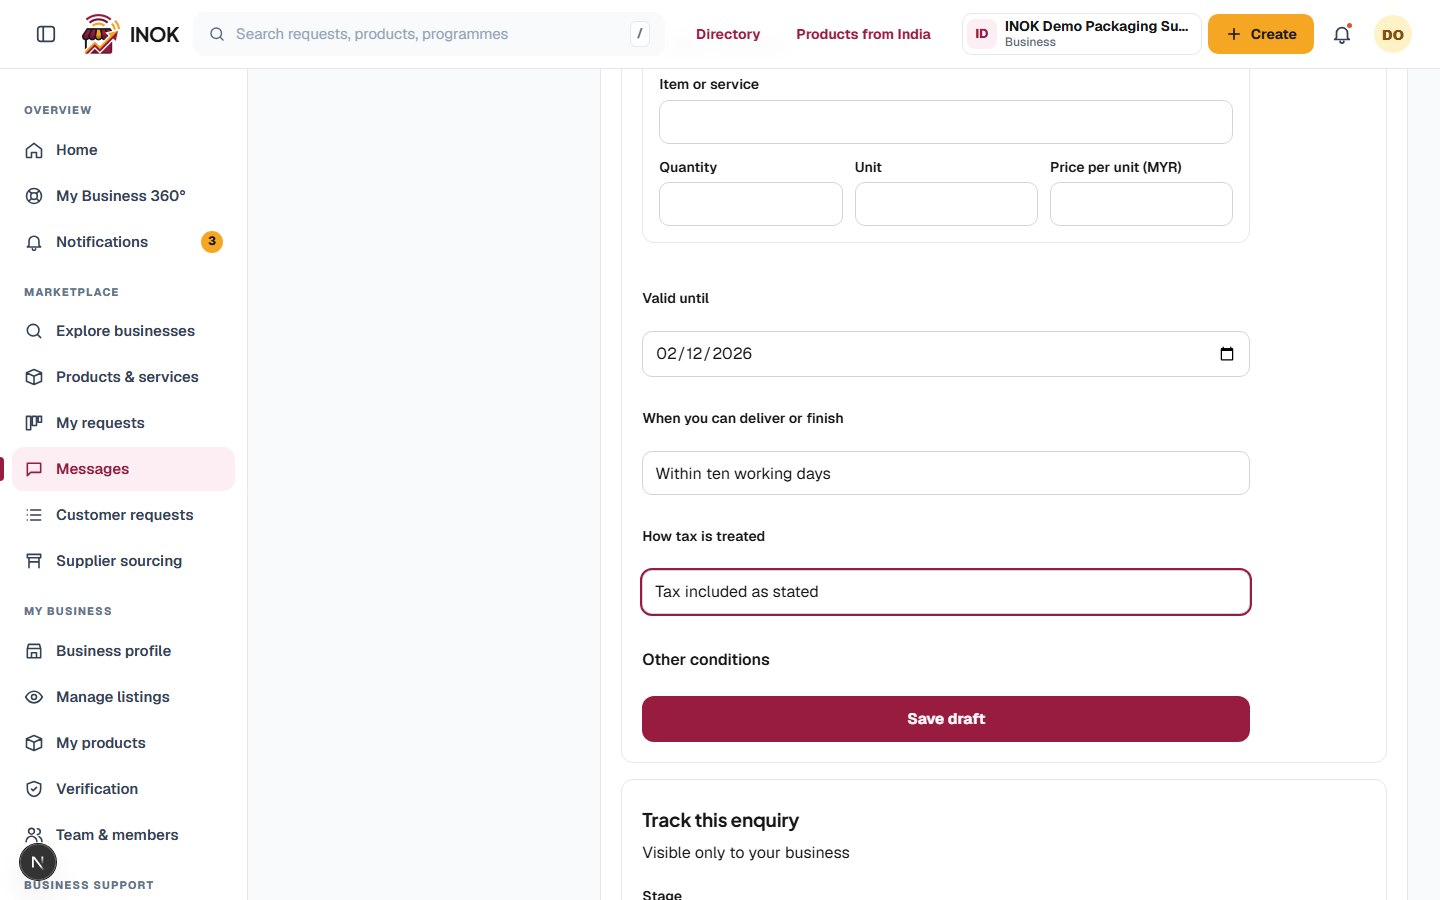 INOK
Search requests, products, programmes
/
Directory
Products from India
ID
INOK Demo Packaging Su...
Business
+ Create
DO
OVERVIEW
Home
My Business 360°
Notifications
3
MARKETPLACE
Explore businesses
Products & services
My requests
Messages
Customer requests
Supplier sourcing
MY BUSINESS
Business profile
Manage listings
My products
Verification
Team & members
N
BUSINESS SUPPORT
Item or service
Quantity
Unit
Price per unit (MYR)
Valid until
02/12/2026
When you can deliver or finish
Within ten working days
How tax is treated
Tax included as stated
Other conditions
Save draft
Track this enquiry
Visible only to your business
Stage